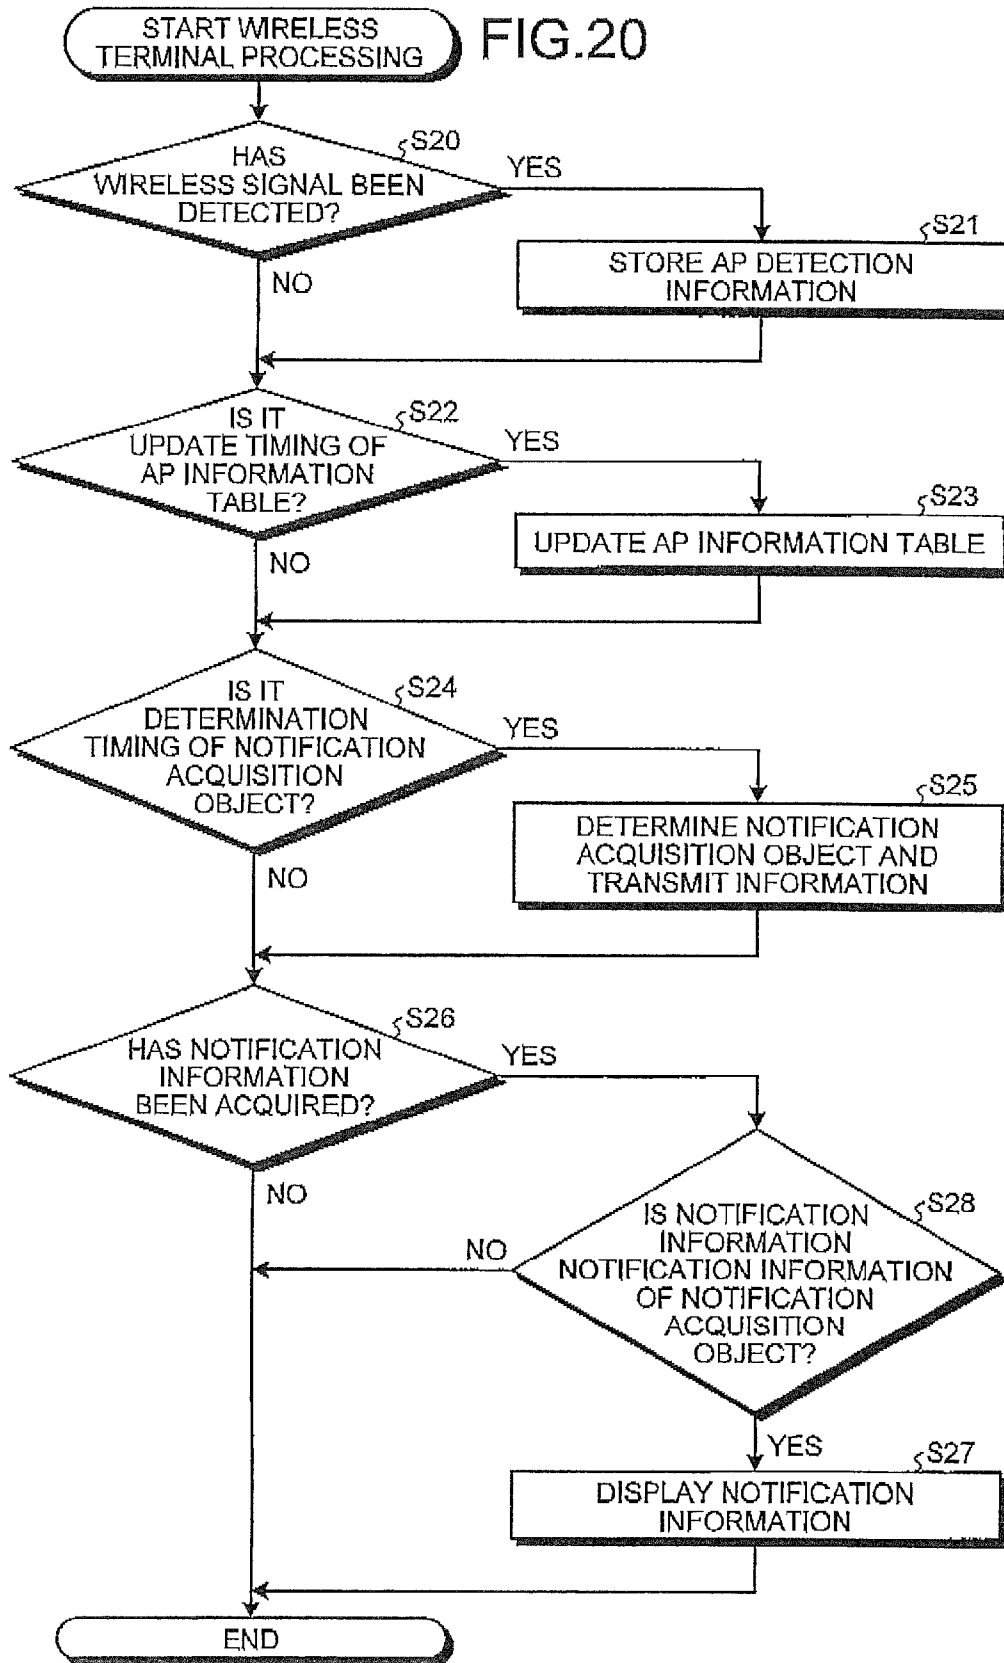 START WIRELESS
TERMINAL PROCESSING
FIG.20
S20
HAS
WIRELESS SIGNAL BEEN
DETECTED?
YES
NO
S21
STORE AP DETECTION
INFORMATION
S22
IS IT
UPDATE TIMING OF
AP INFORMATION
TABLE?
YES
NO
S23
UPDATE AP INFORMATION TABLE
S24
IS IT
DETERMINATION
TIMING OF NOTIFICATION
ACQUISITION
OBJECT?
YES
NO
S25
DETERMINE NOTIFICATION
ACQUISITION OBJECT AND
TRANSMIT INFORMATION
S26
HAS NOTIFICATION
INFORMATION
BEEN ACQUIRED?
YES
NO
S28
IS NOTIFICATION
INFORMATION
NOTIFICATION INFORMATION
OF NOTIFICATION
ACQUISITION
OBJECT?
NO
YES
S27
DISPLAY NOTIFICATION
INFORMATION
END